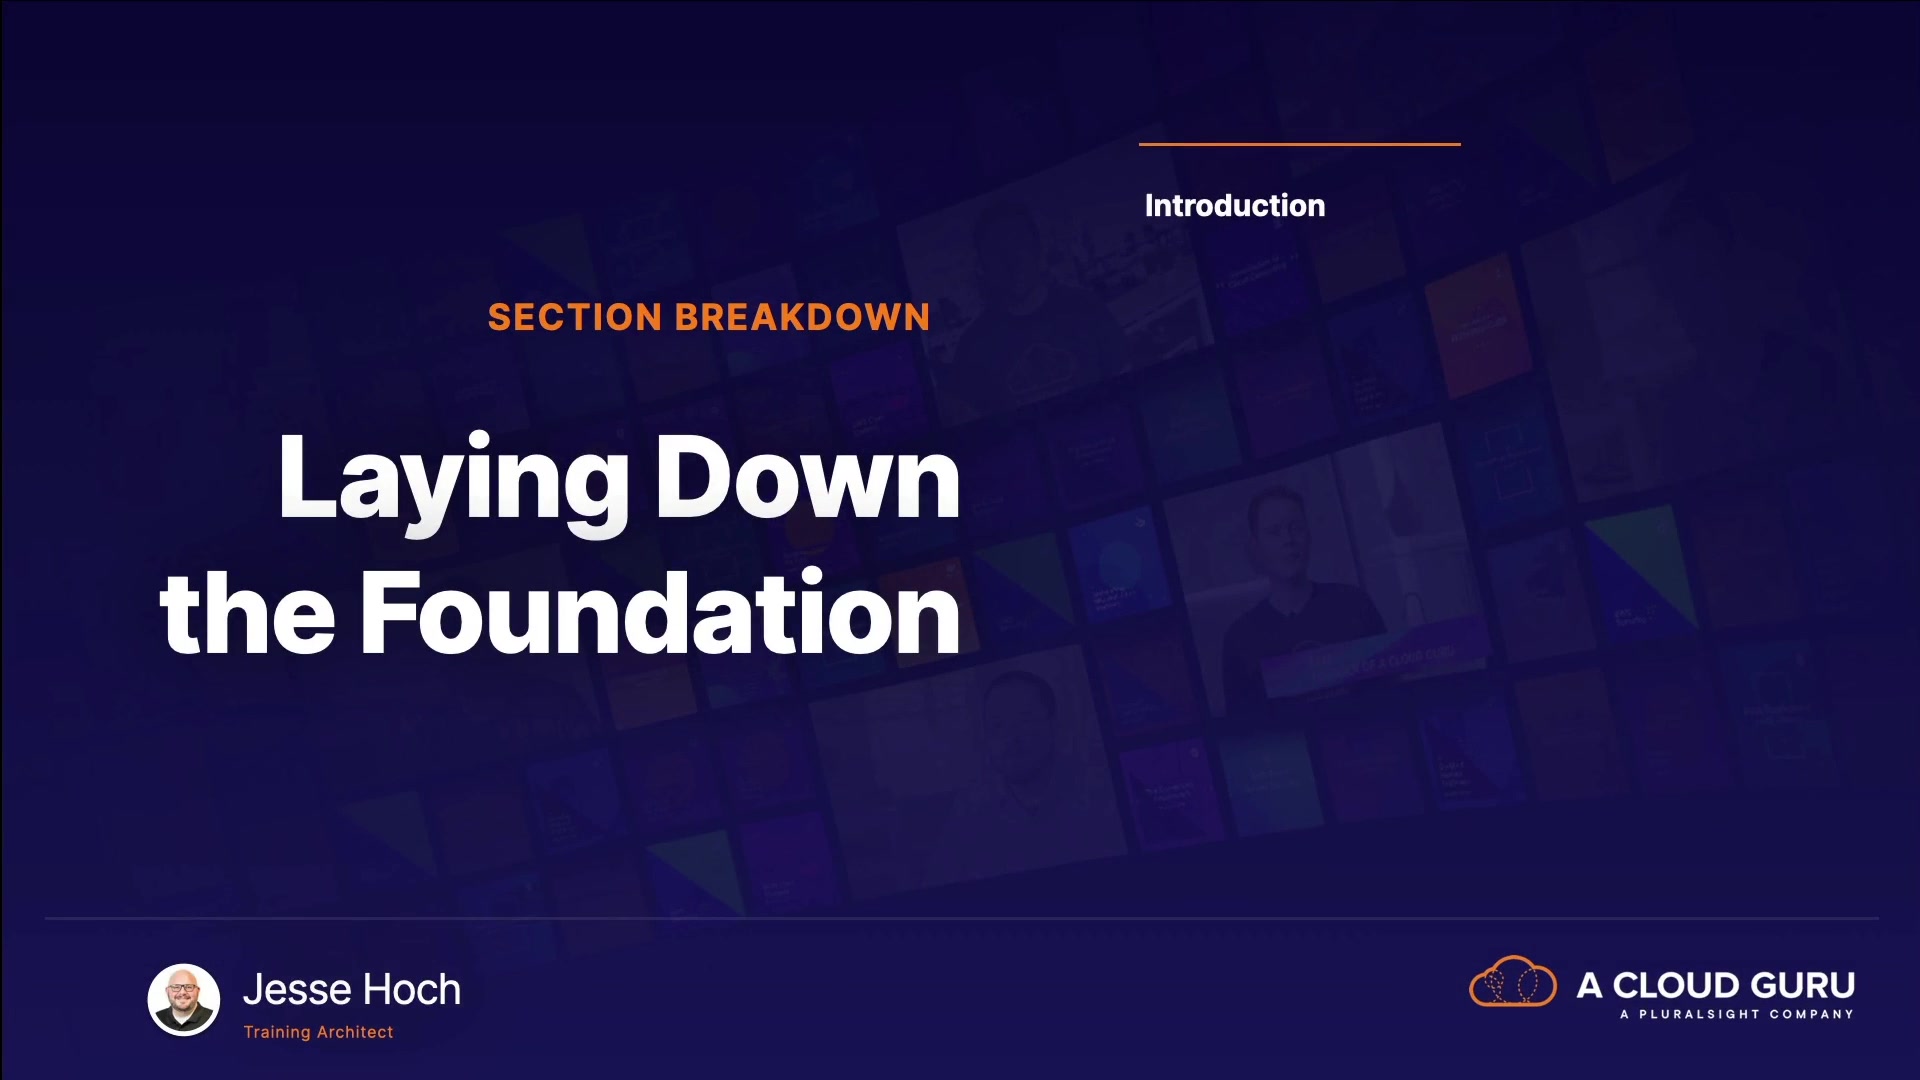 Introduction
SECTION BREAKDOWN
Laying Down
the Foundation
Jesse Hoch
Training Architect
A CLOUD GURU
A PLURALSIGHT COMPANY